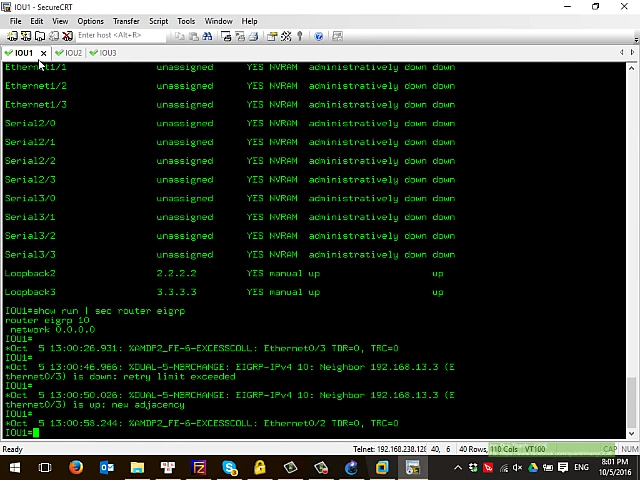 IOU1 - SecureCRT
File Edit View Options Transfer Script Tools Window Help
Enter host <Alt+R>
IOU1 IOU2 IOU3
Ethernet1/1 unassigned YES NVRAM administratively down down
Ethernet1/2 unassigned YES NVRAM administratively down down
Ethernet1/3 unassigned YES NVRAM administratively down down
Serial2/0 unassigned YES NVRAM administratively down down
Serial2/1 unassigned YES NVRAM administratively down down
Serial2/2 unassigned YES NVRAM administratively down down
Serial2/3 unassigned YES NVRAM administratively down down
Serial3/0 unassigned YES NVRAM administratively down down
Serial3/1 unassigned YES NVRAM administratively down down
Serial3/2 unassigned YES NVRAM administratively down down
Serial3/3 unassigned YES NVRAM administratively down down
Loopback2 2.2.2.2 YES manual up up
Loopback3 3.3.3.3 YES manual up up
IOU1#show run | sec router eigrp
router eigrp 10
network 0.0.0.0
IOU1#
*Oct 5 13:00:26.931: %AMDP2_FE-6-EXCESSCOLL: Ethernet0/3 TDR=0, TRC=0
IOU1#
*Oct 5 13:00:46.966: %DUAL-5-NBRCHANGE: EIGRP-IPv4 10: Neighbor 192.168.13.3 (E
thernet0/3) is down: retry limit exceeded
IOU1#
*Oct 5 13:00:50.026: %DUAL-5-NBRCHANGE: EIGRP-IPv4 10: Neighbor 192.168.13.3 (E
thernet0/3) is up: new adjacency
IOU1#
*Oct 5 13:00:58.244: %AMDP2_FE-6-EXCESSCOLL: Ethernet0/2 TDR=0, TRC=0
IOU1#
Ready Telnet: 192.168.238.128 40, 6 40 Rows, 110 Cols VT100 CAP NUM
8:01 PM
10/5/2016